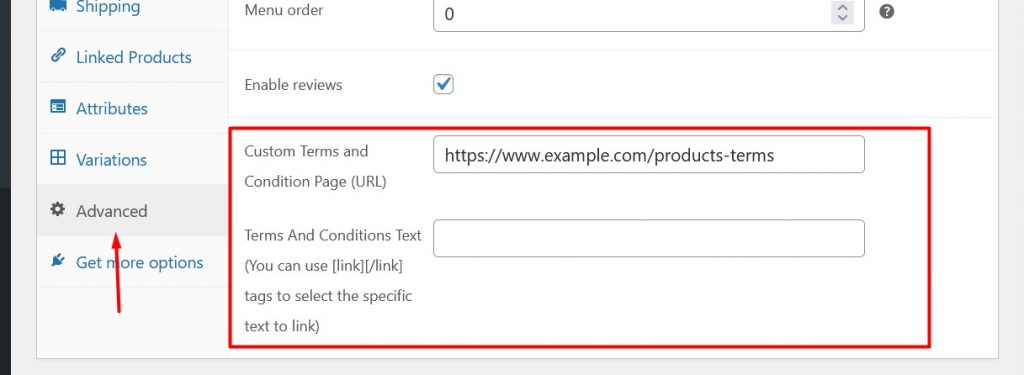 Shipping
Linked Products
Attributes
Variations
Advanced
Get more options
Menu order
0
Enable reviews
Custom Terms and
Condition Page (URL)
https://www.example.com/products-terms
Terms And Conditions Text
(You can use [link][/link]
tags to select the specific
text to link)